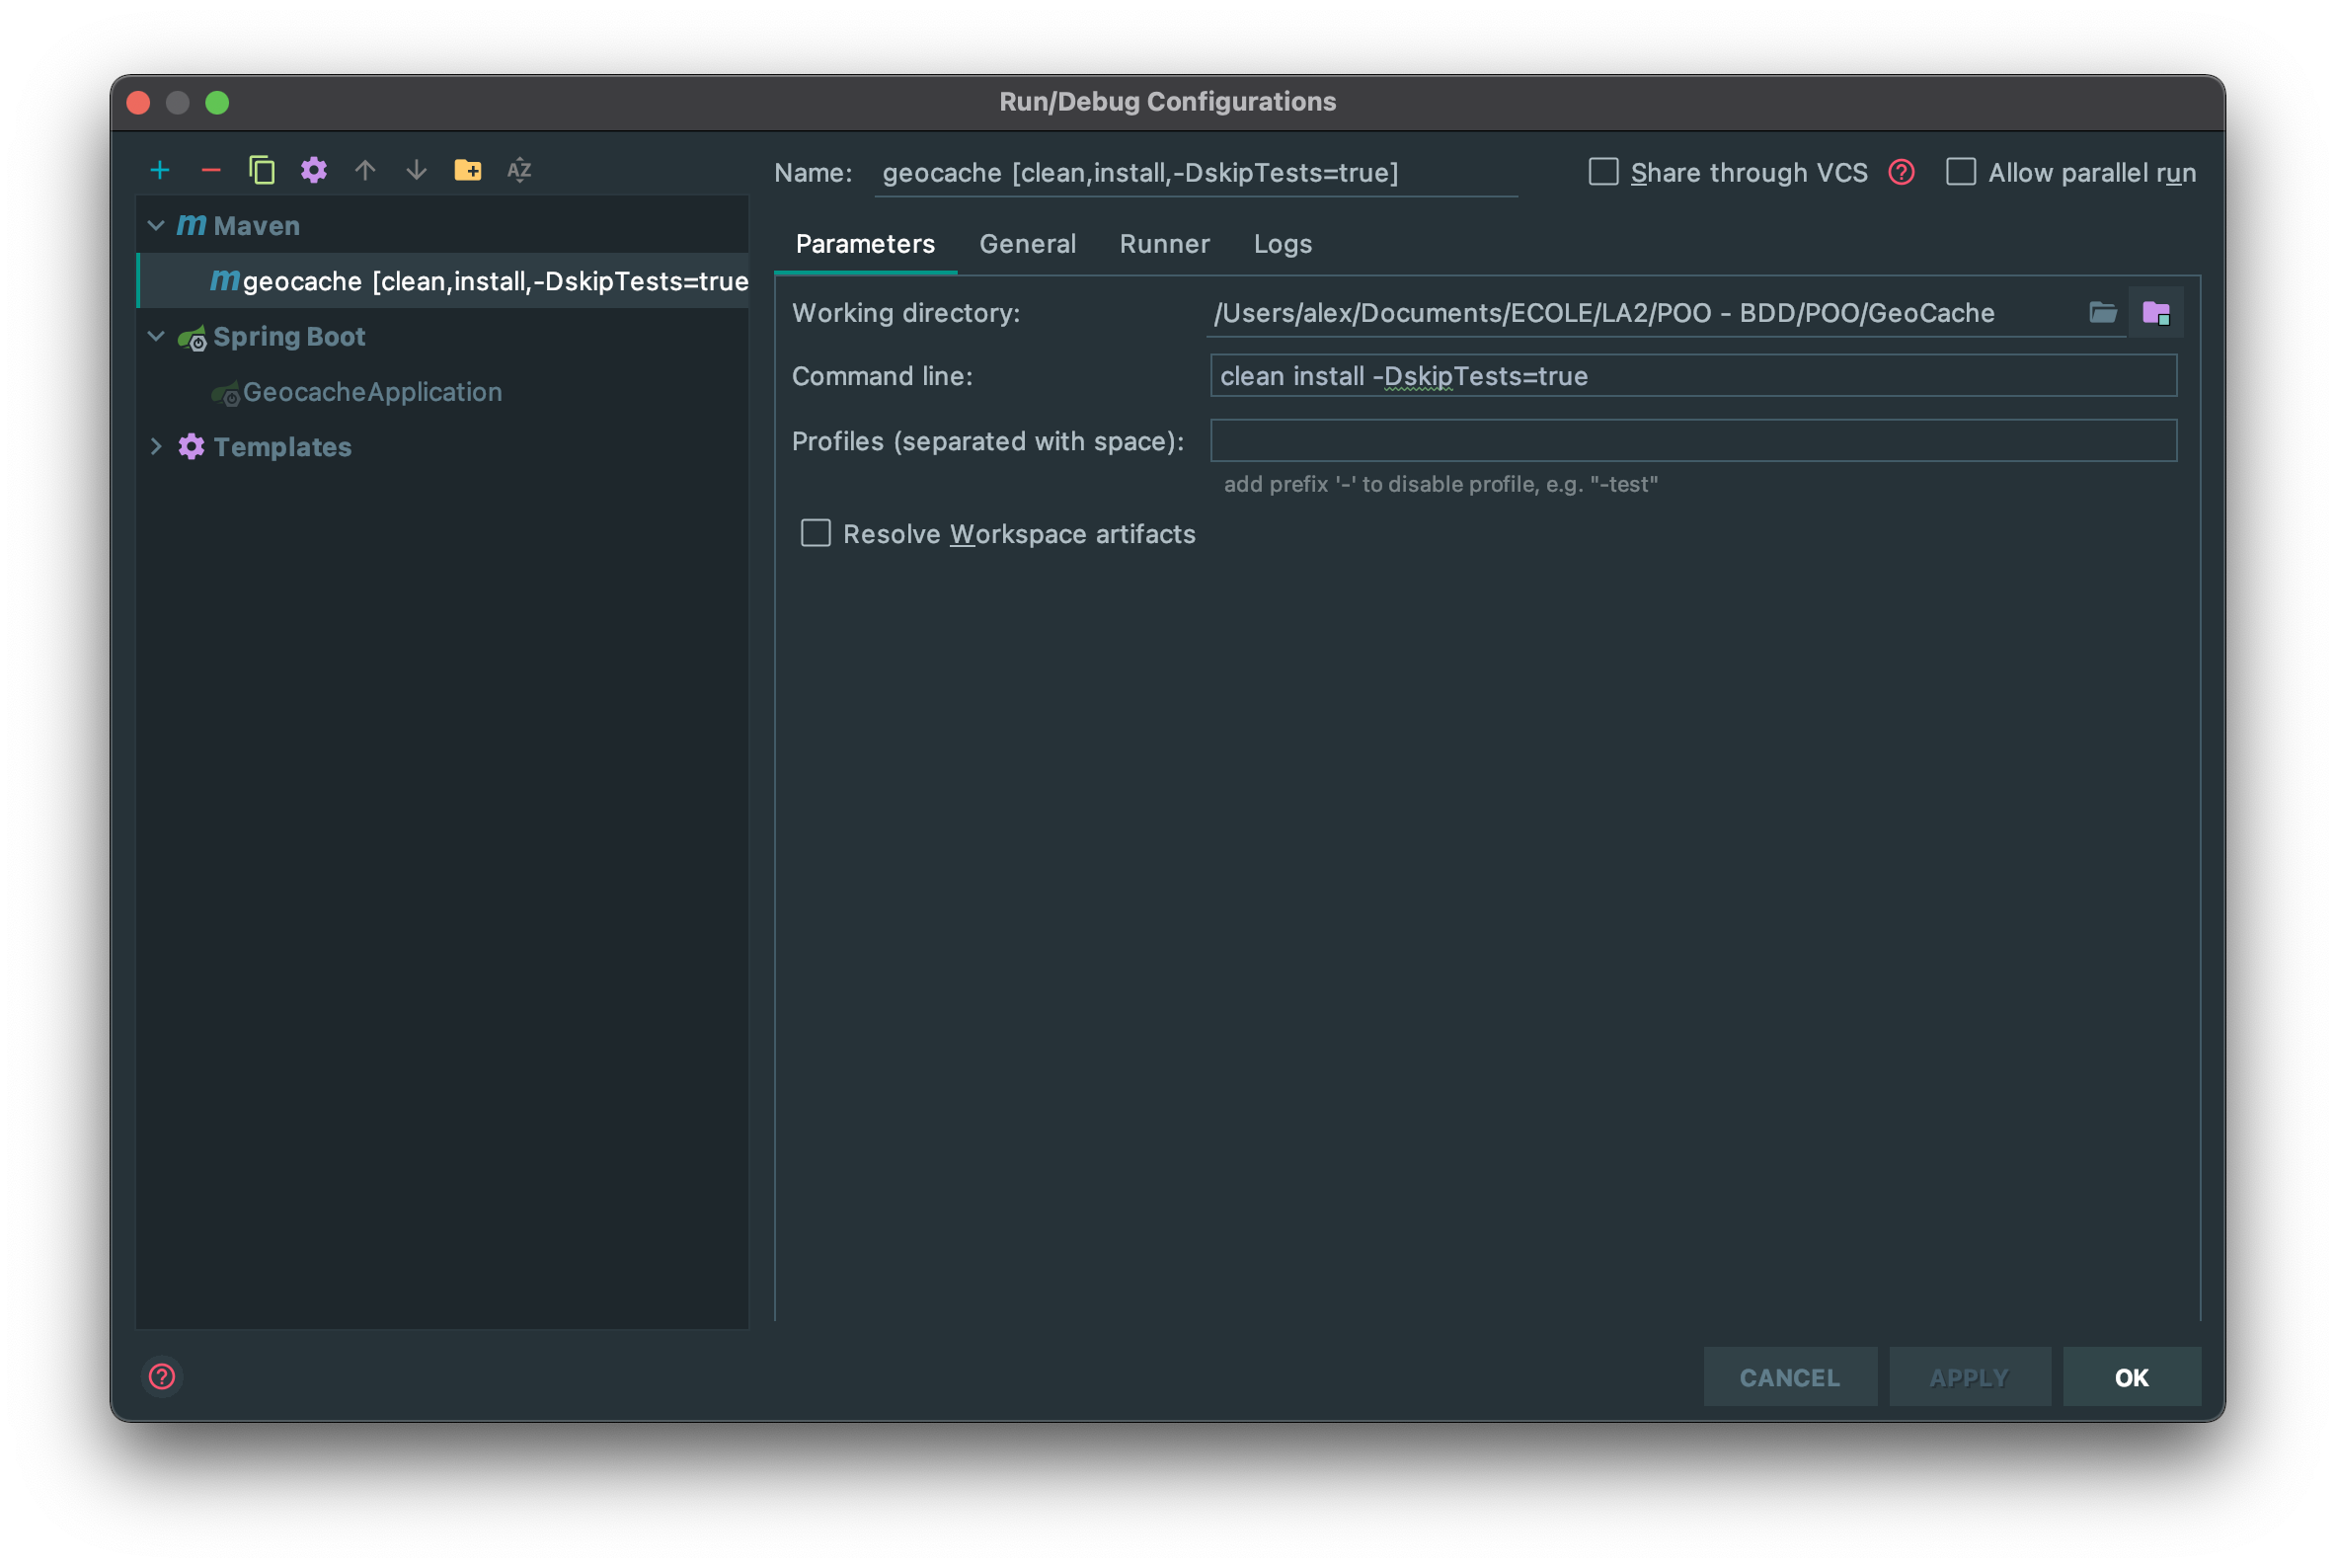 Run/Debug Configurations
Name: geocache [clean,install,-DskipTests=true]
Share through VCS
Allow parallel run
Maven
geocache [clean,install,-DskipTests=true
Spring Boot
GeocacheApplication
Templates
Parameters General Runner Logs
Working directory: /Users/alex/Documents/ECOLE/LA2/POO - BDD/POO/GeoCache
Command line: clean install -DskipTests=true
Profiles (separated with space):
add prefix '-' to disable profile, e.g. "-test"
Resolve Workspace artifacts
CANCEL APPLY OK